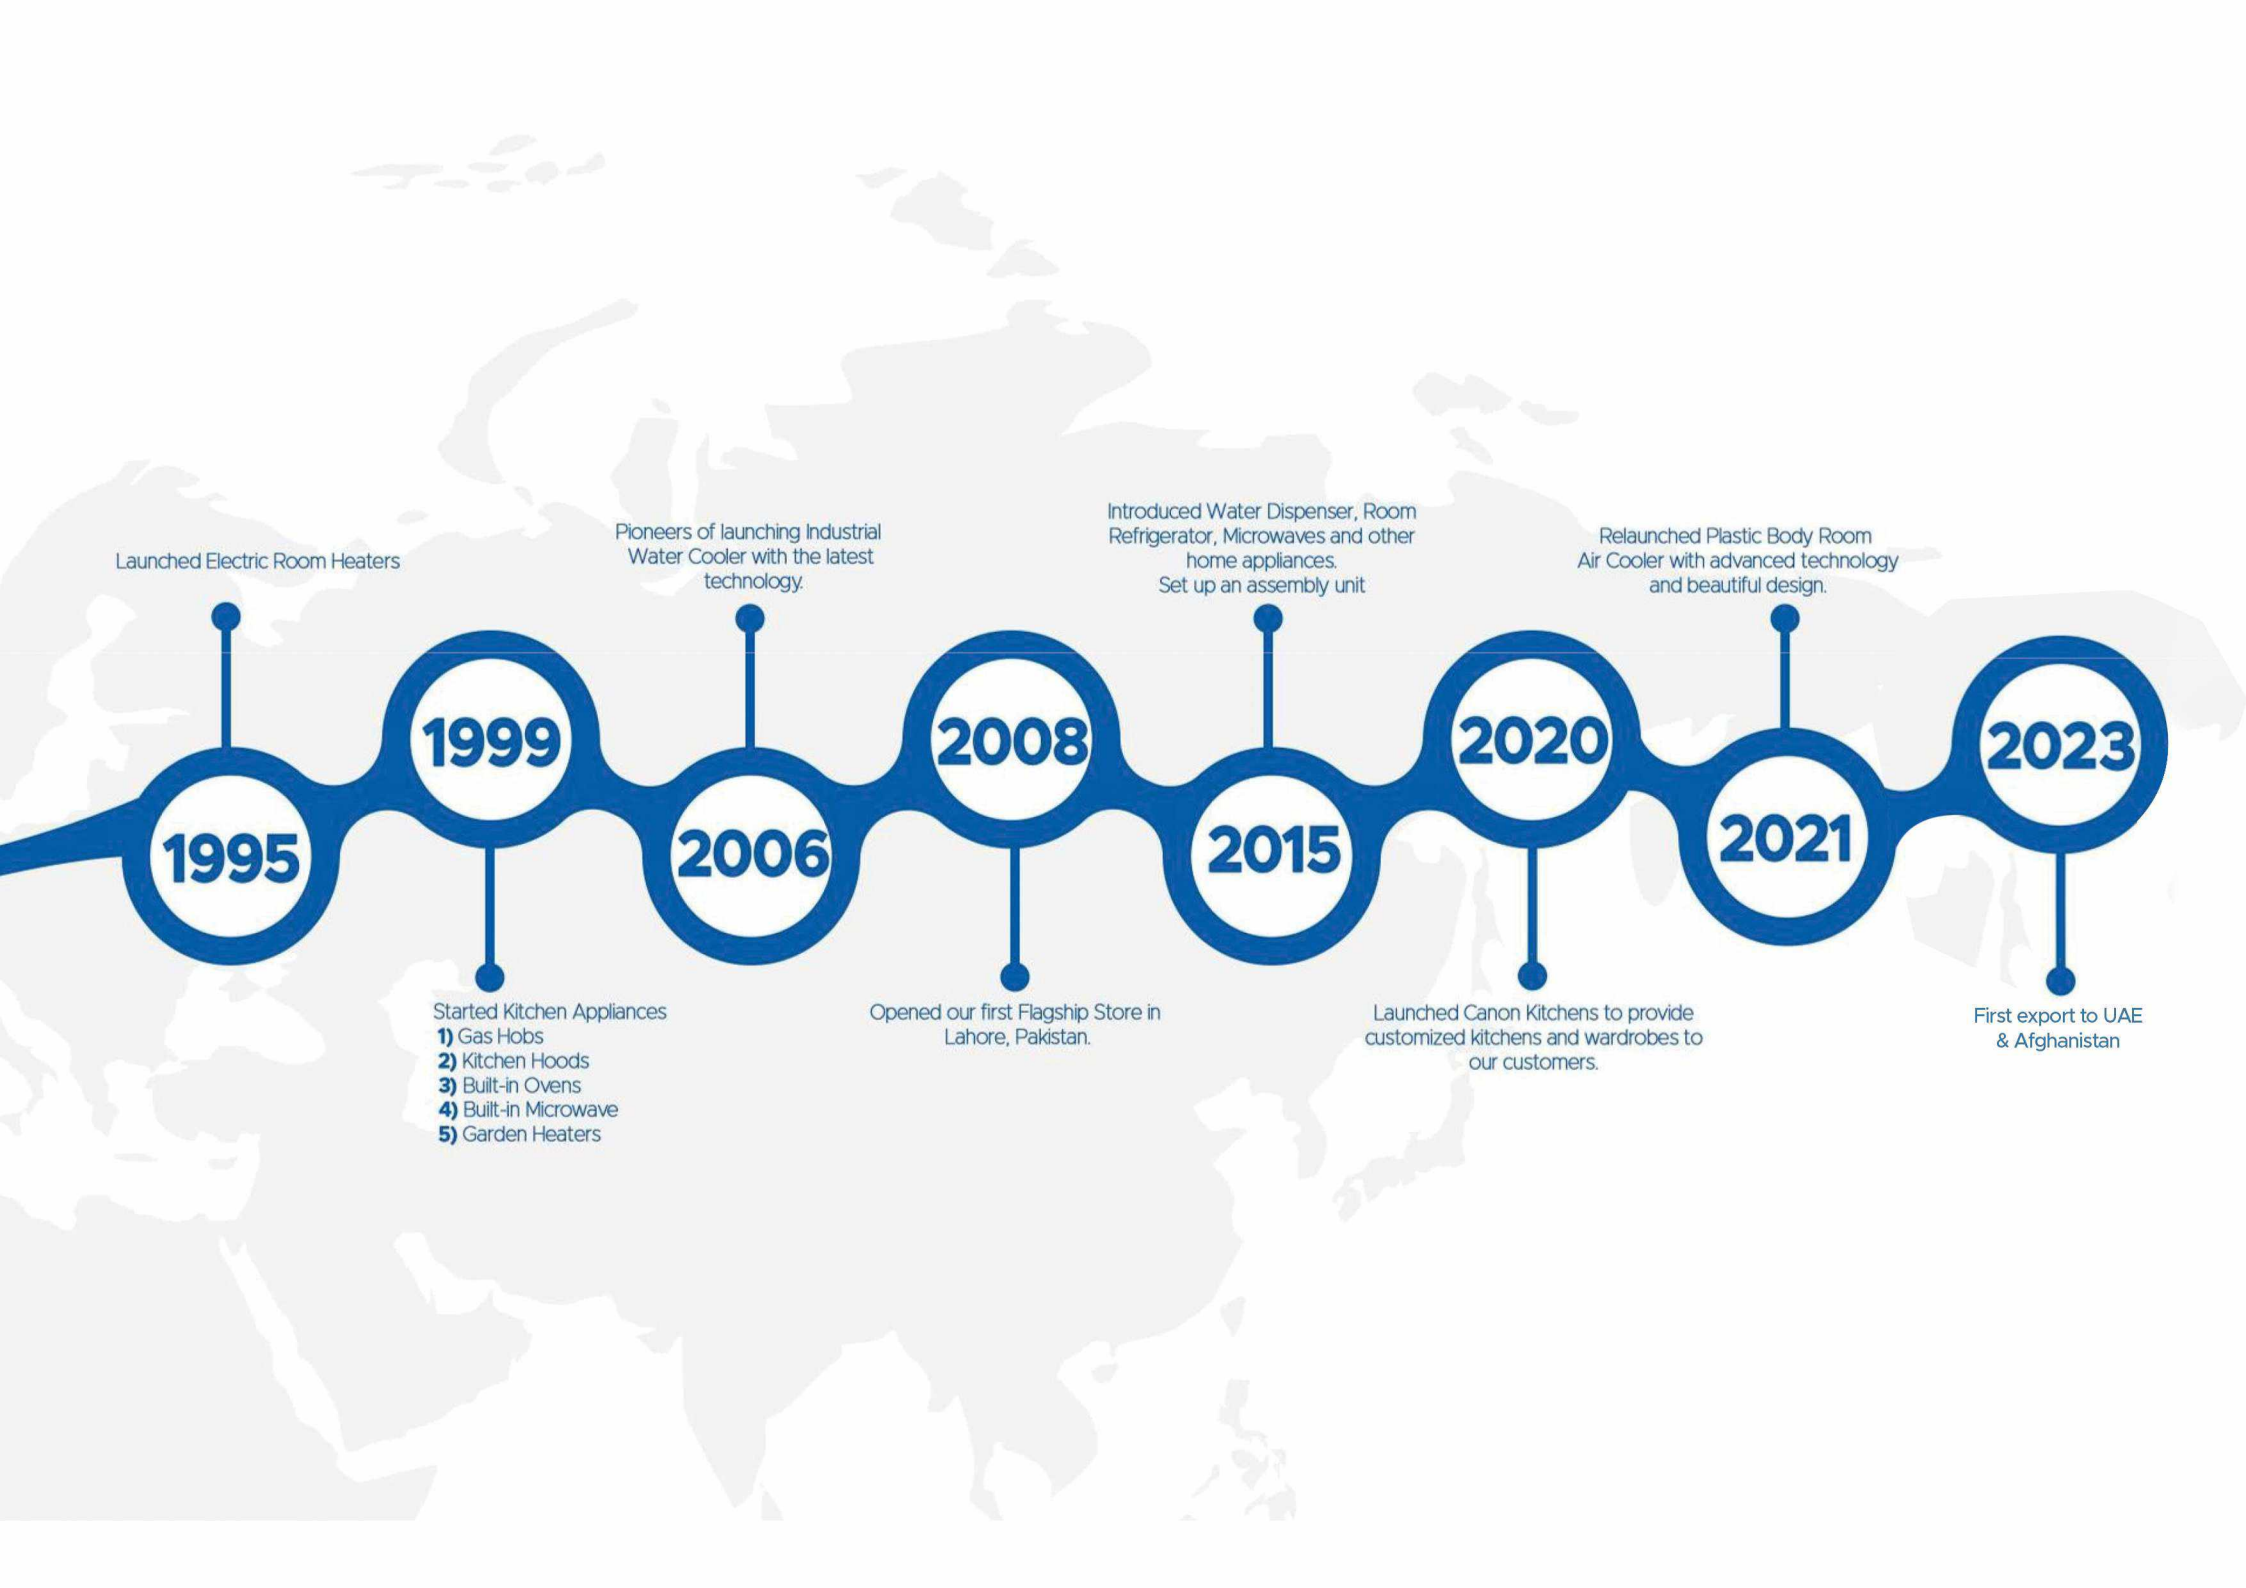 Launched Electric Room Heaters
1995
1999
Started Kitchen Appliances
1) Gas Hobs
2) Kitchen Hoods
3) Built-in Ovens
4) Built-in Microwave
5) Garden Heaters
Pioneers of launching Industrial
Water Cooler with the latest
technology.
2006
2008
Opened our first Flagship Store in
Lahore, Pakistan.
Introduced Water Dispenser, Room
Refrigerator, Microwaves and other
home appliances.
Set up an assembly unit
2015
2020
Launched Canon Kitchens to provide
customized kitchens and wardrobes to
our customers.
Relaunched Plastic Body Room
Air Cooler with advanced technology
and beautiful design.
2021
2023
First export to UAE
& Afghanistan